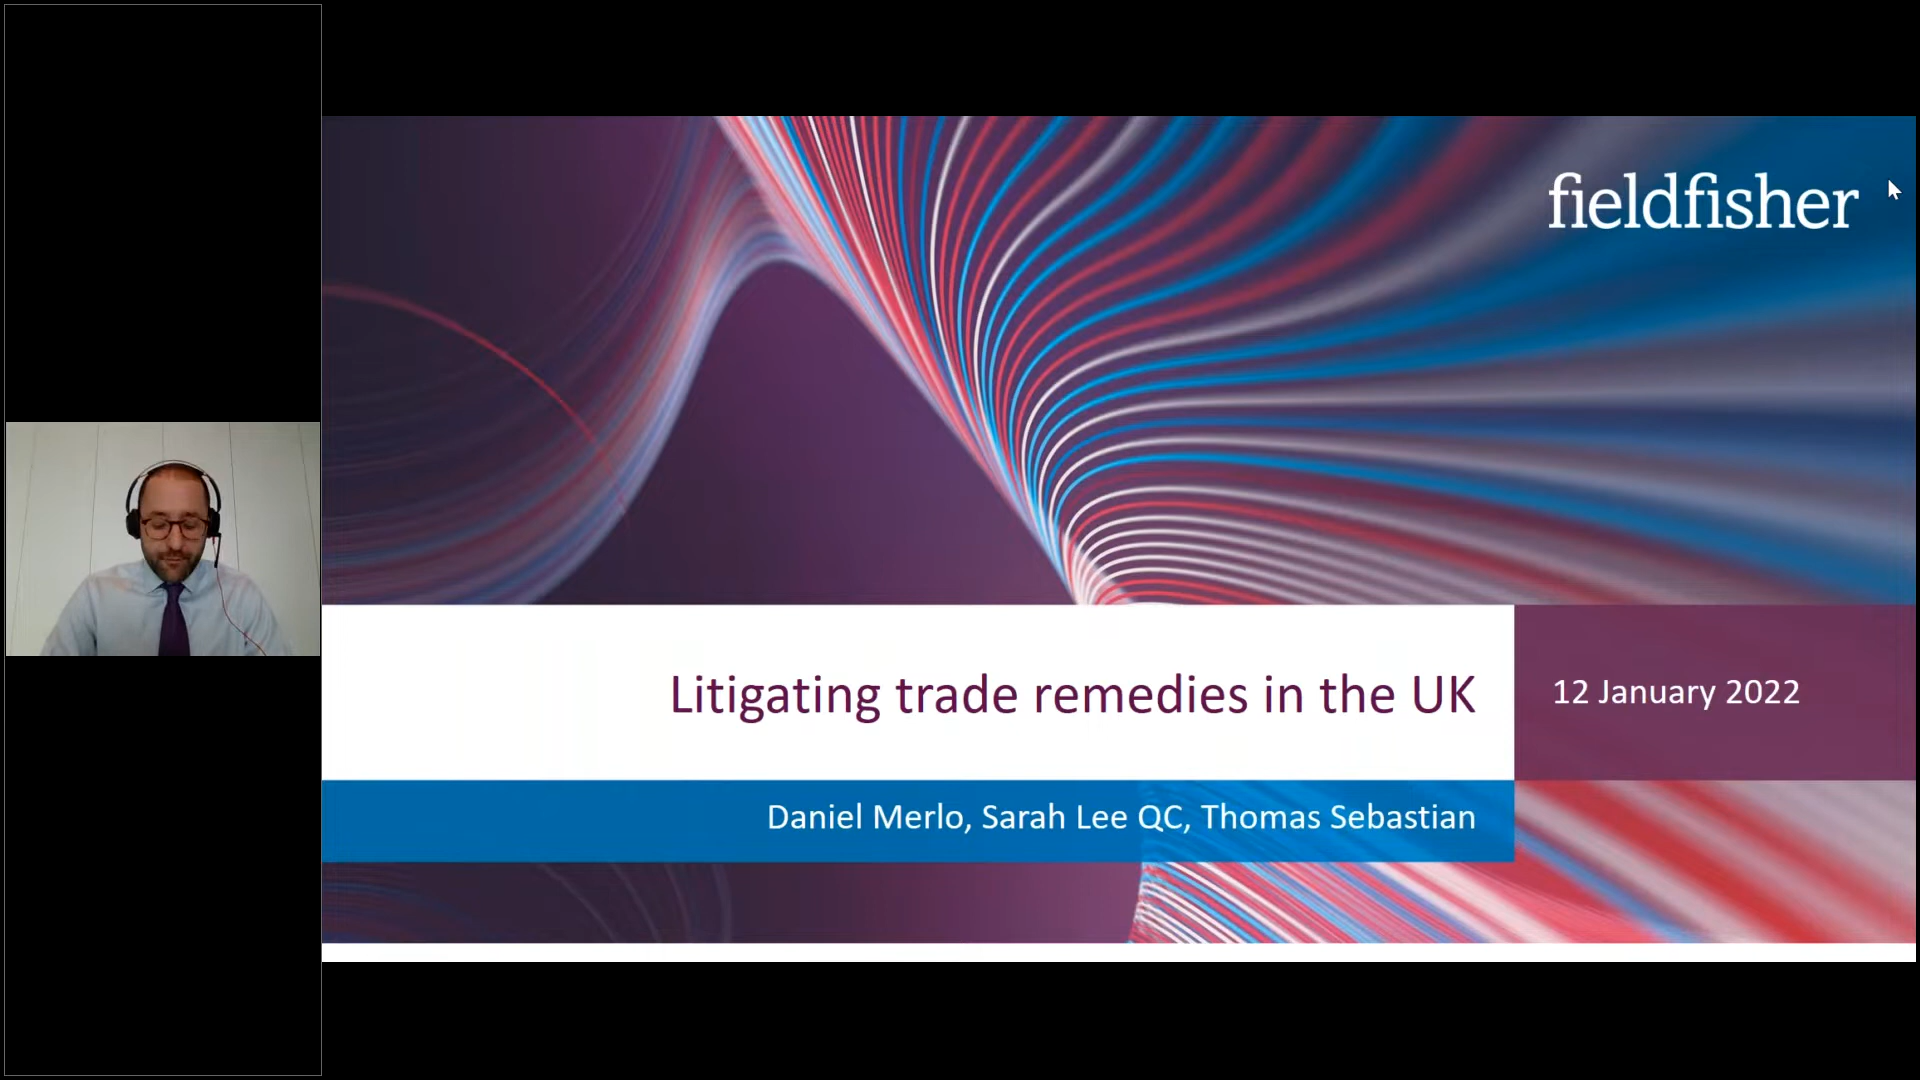 fieldfisher
Litigating trade remedies in the UK
12 January 2022
Daniel Merlo, Sarah Lee QC, Thomas Sebastian